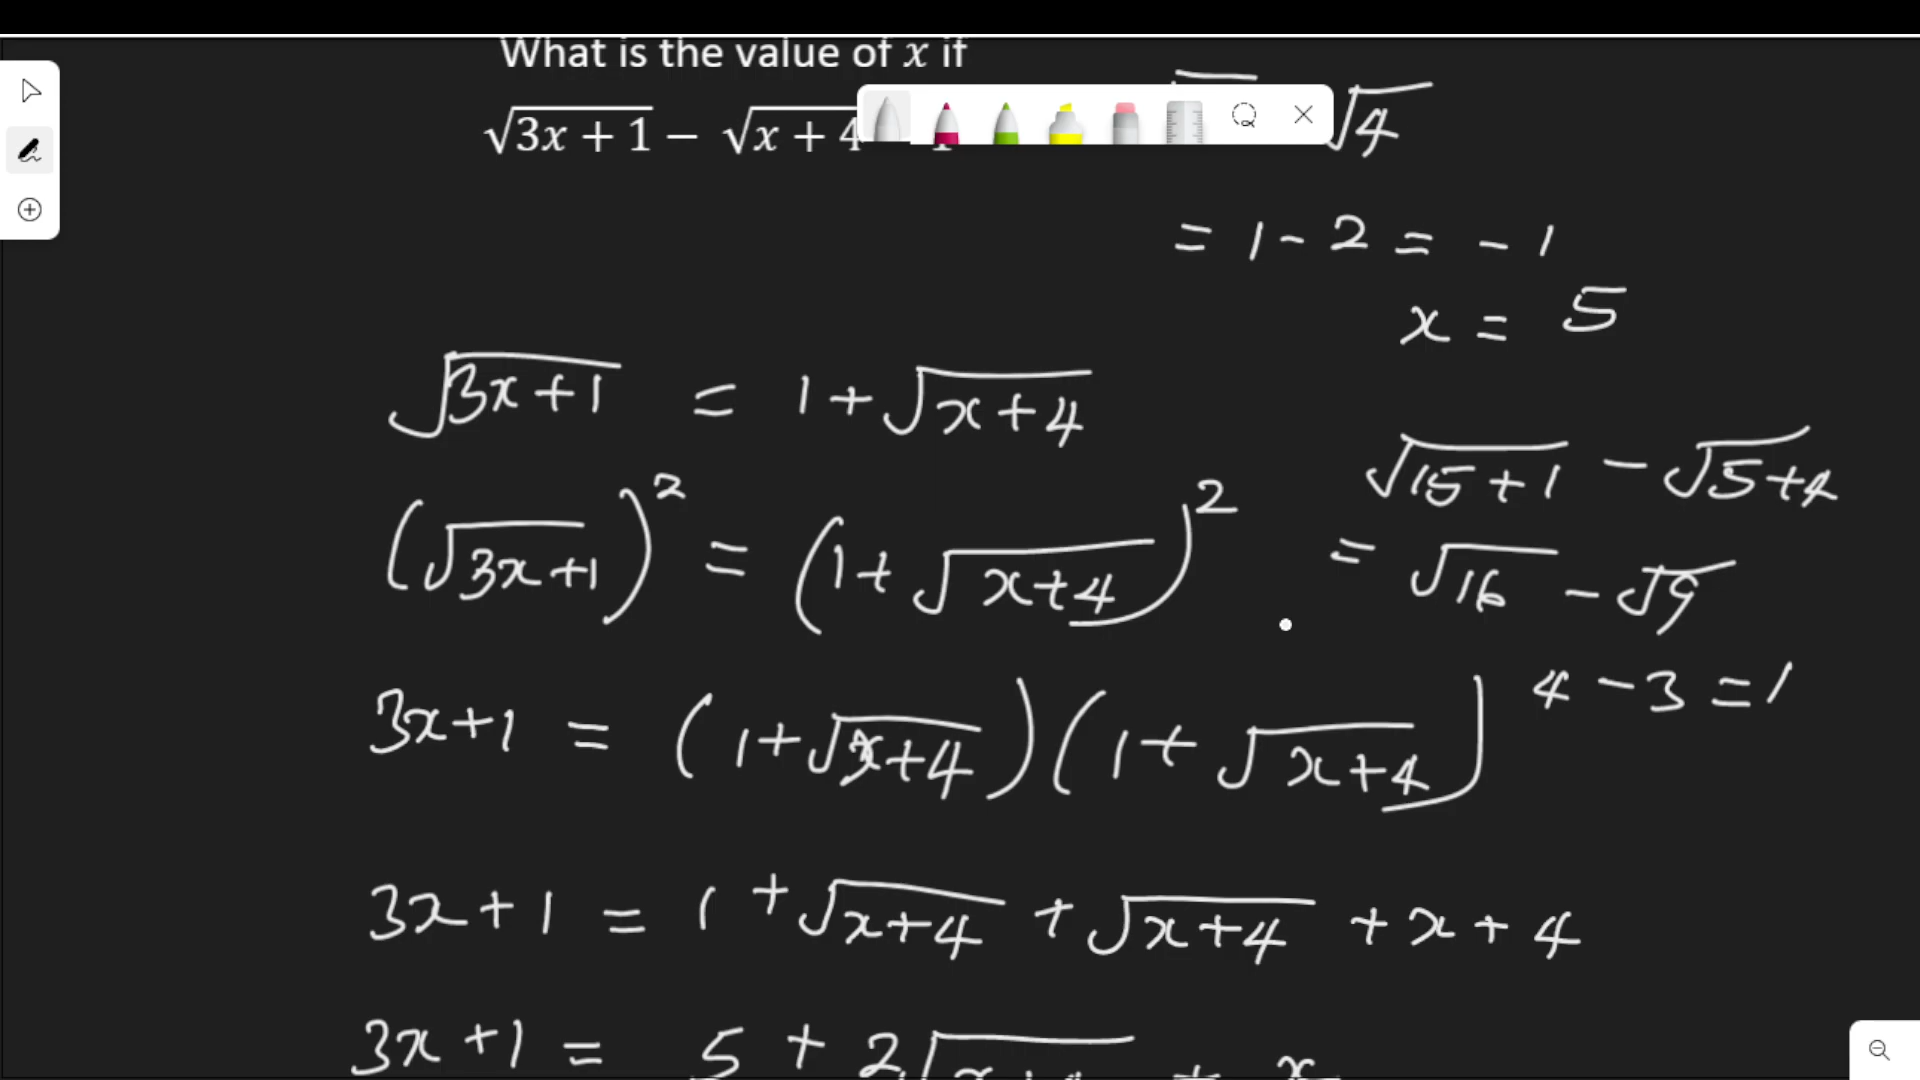 What is the value of x if
√3x + 1 − √x + 4
√4
= 1 - 2 = - 1
x = 5
√3x+1 = 1+√x+4
(√3x+1)² = (1+√x+4)²
√15+1 - √5+4
= √16 - √9
4 - 3 = 1
3x+1 = (1+√x+4)(1+√x+4)
3x+1 = 1+√x+4 + √x+4 + x + 4
3x+1 = 5 + 2√x+4 + x